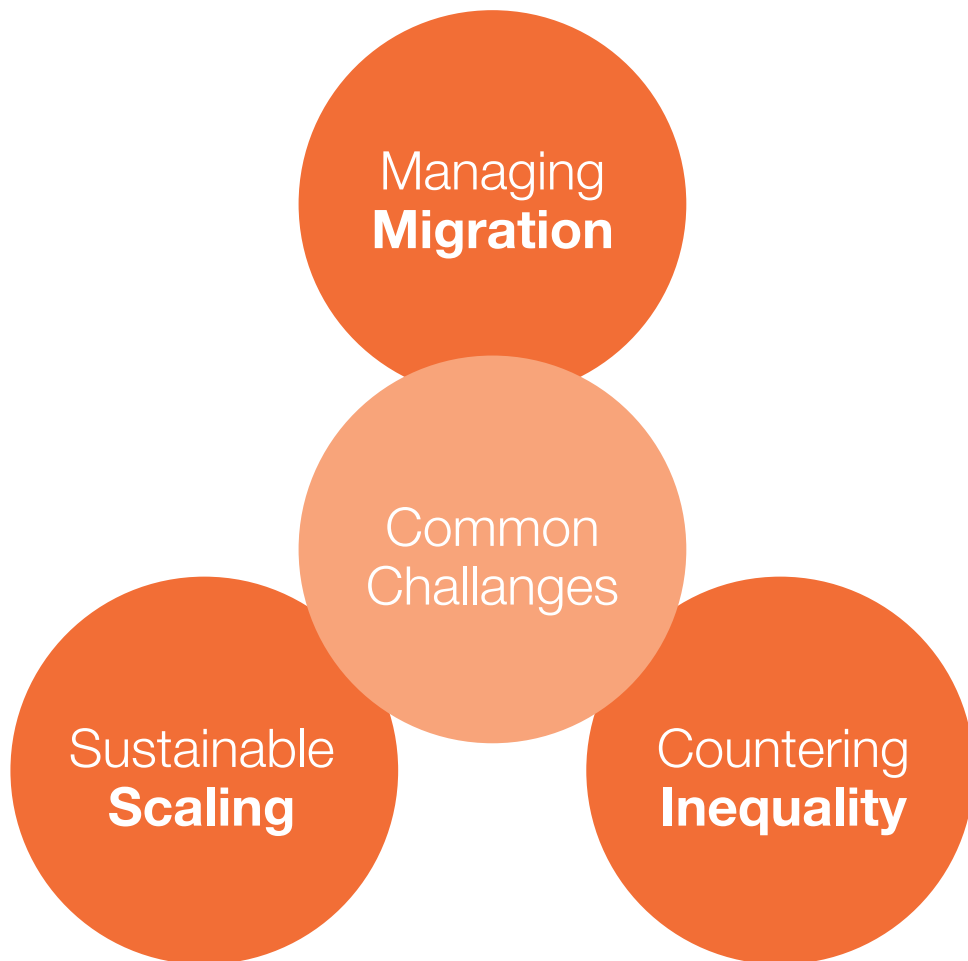 Managing
Migration
Common
Challanges
Sustainable
Scaling
Countering
Inequality